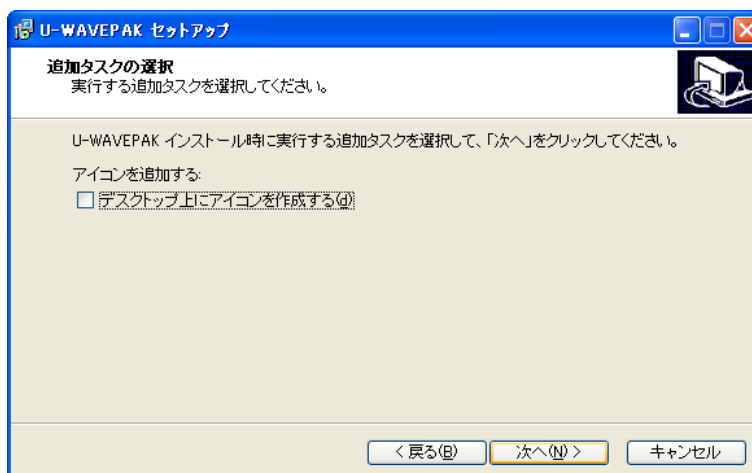 U-WAVEPAK セットアップ
追加タスクの選択
実行する追加タスクを選択してください。
U-WAVEPAK インストール時に実行する追加タスクを選択して、「次へ」をクリックしてください。
アイコンを追加する:
デスクトップ上にアイコンを作成する(d)
< 戻る(B)
次へ(N) >
キャンセル